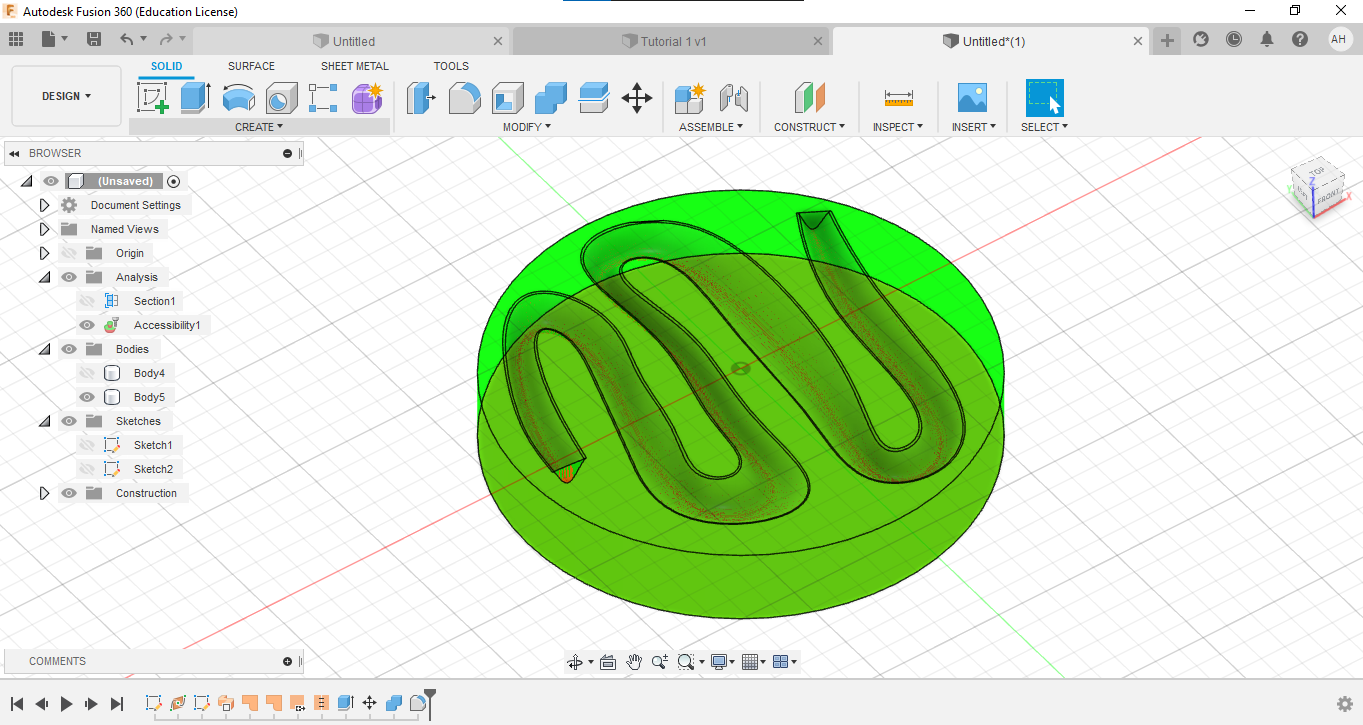 Autodesk Fusion 360 (Education License)
Untitled
Tutorial 1 v1
Untitled*(1)
AH
SOLID SURFACE SHEET METAL TOOLS
DESIGN
CREATE MODIFY ASSEMBLE CONSTRUCT INSPECT INSERT SELECT
BROWSER
(Unsaved)
Document Settings
Named Views
Origin
Analysis
Section1
Accessibility1
Bodies
Body4
Body5
Sketches
Sketch1
Sketch2
Construction
TOP
FRONT
Z
X
Y
COMMENTS